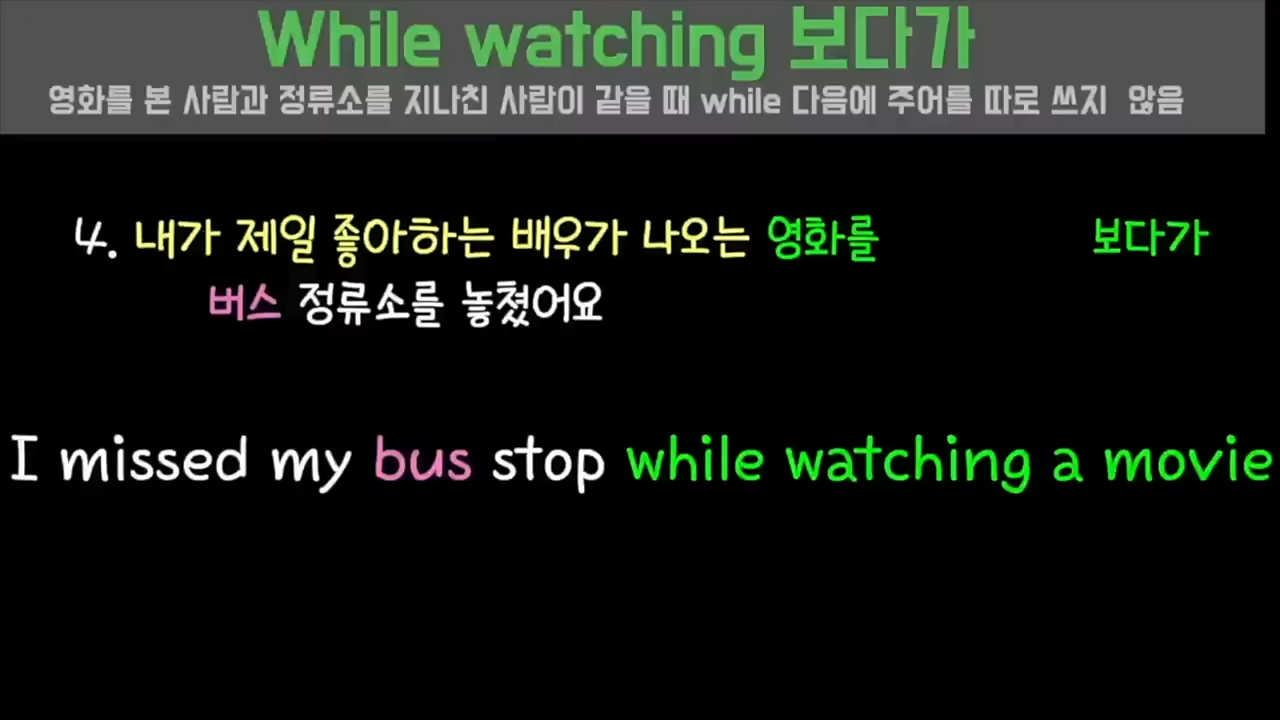 While watching 보다가
영화를 본 사람과 정류소를 지나친 사람이 같을 때 while 다음에 주어를 따로 쓰지 않음
4. 내가 제일 좋아하는 배우가 나오는 영화를 보다가
버스 정류소를 놓쳤어요
I missed my bus stop while watching a movie